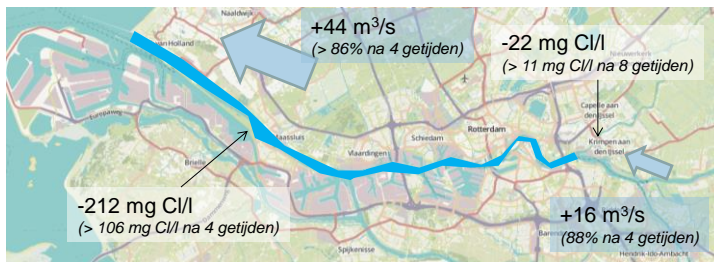 Naaldwijk
+44 m³/s
(> 86% na 4 getijden)
-22 mg Cl/l
(> 11 mg Cl/l na 8 getijden)
van Holland
Nieuwerkerk
Capelle aan
den IJssel
Rotterdam
Schiedam
Krimpen aan
den IJssel
Europaweg
Maassluis
Vlaardingen
Brielle
-212 mg Cl/l
(> 106 mg Cl/l na 4 getijden)
+16 m³/s
(88% na 4 getijden)
Spijkenisse
Hendrik-Ido-Ambacht